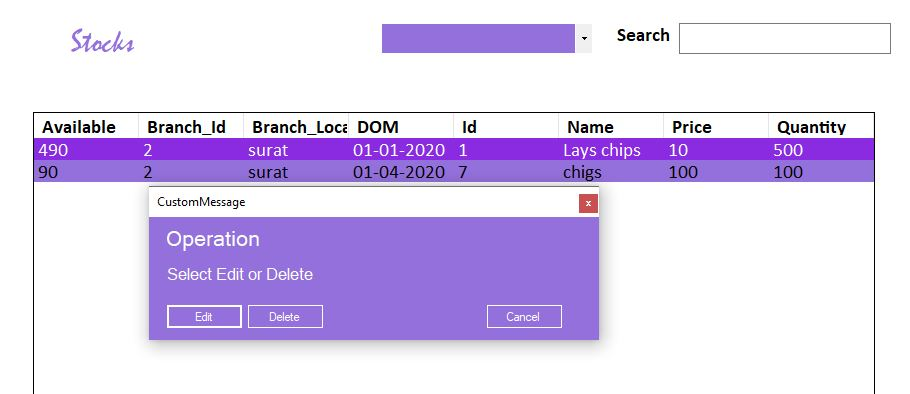 Stocks
Search
Available Branch_Id Branch_Loca DOM Id Name Price Quantity
490 2 surat 01-01-2020 1 Lays chips 10 500
90 2 surat 01-04-2020 7 chigs 100 100
CustomMessage x
Operation
Select Edit or Delete
Edit Delete Cancel